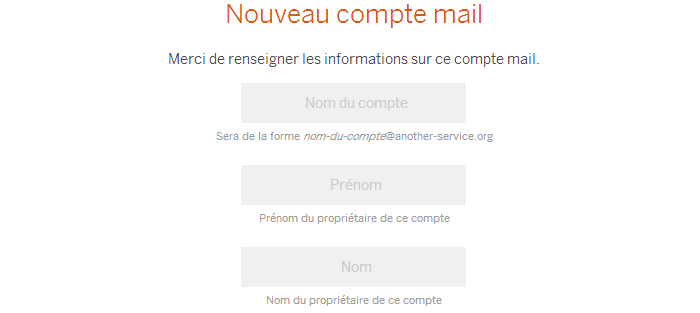 Nouveau compte mail
Merci de renseigner les informations sur ce compte mail.
Nom du compte
Sera de la forme nom-du-compte@another-service.org
Prénom
Prénom du propriétaire de ce compte
Nom
Nom du propriétaire de ce compte